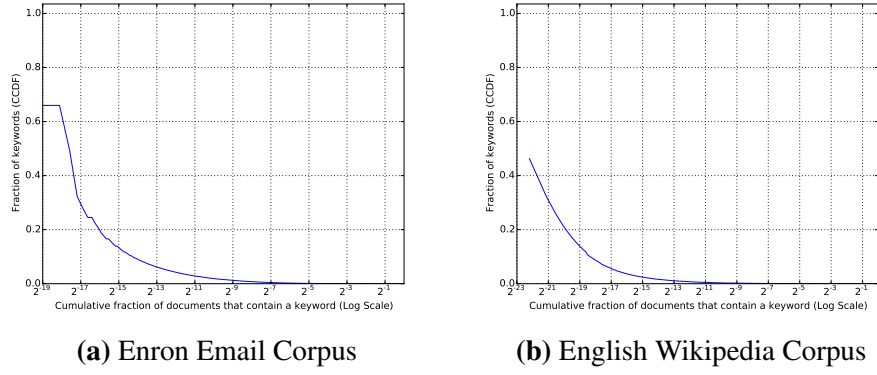 1.0
0.8
0.6
0.4
0.2
0.0
Fraction of keywords (CCDF)
2^-19 2^-17 2^-15 2^-13 2^-11 2^-9 2^-7 2^-5 2^-3 2^-1
Cumulative fraction of documents that contain a keyword (Log Scale)
(a) Enron Email Corpus
1.0
0.8
0.6
0.4
0.2
0.0
Fraction of keywords (CCDF)
2^-23 2^-21 2^-19 2^-17 2^-15 2^-13 2^-11 2^-9 2^-7 2^-5 2^-3 2^-1
Cumulative fraction of documents that contain a keyword (Log Scale)
(b) English Wikipedia Corpus